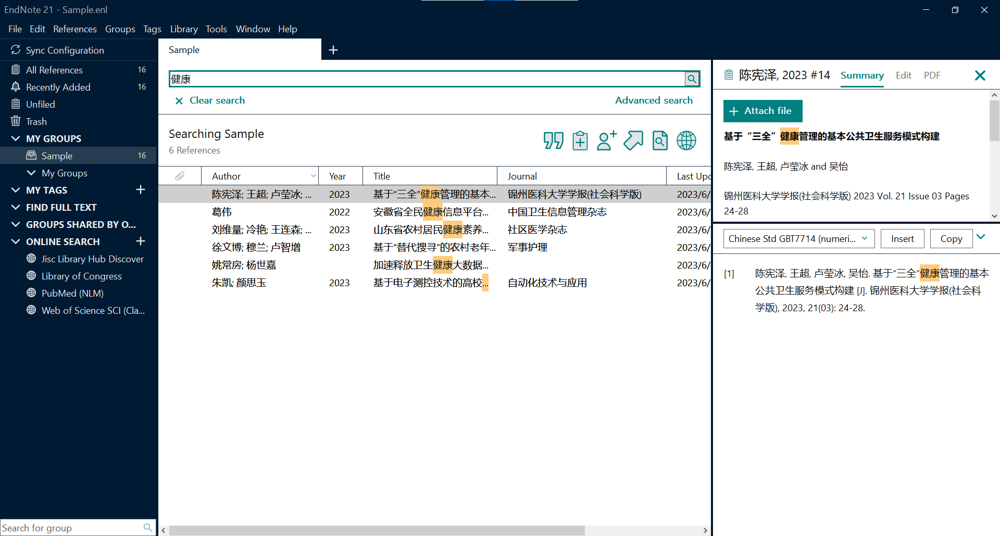 EndNote 21 - Sample.enl
File Edit References Groups Tags Library Tools Window Help
Sync Configuration
All References 16
Recently Added 16
Unfiled
Trash
MY GROUPS
Sample 16
My Groups
MY TAGS
FIND FULL TEXT
GROUPS SHARED BY O...
ONLINE SEARCH
Jisc Library Hub Discover
Library of Congress
PubMed (NLM)
Web of Science SCI (Cla...
Search for group
Sample
健康
Clear search Advanced search
Searching Sample
6 References
Author Year Title Journal Last Upd
陈宪泽; 王超; 卢莹冰; ... 2023 基于“三全”健康管理的基本... 锦州医科大学学报(社会科学版) 2023/6/
葛伟 2022 安徽省全民健康信息平台... 中国卫生信息管理杂志 2023/6/
刘维量; 冷艳; 王连森; ... 2023 山东省农村居民健康素养... 社区医学杂志 2023/6/
徐文博; 穆兰; 卢智增 2023 基于“替代搜寻”的农村老年... 军事护理 2023/6/
姚常房; 杨世嘉 加速释放卫生健康大数据... 2023/6/
朱凯; 颜思玉 2023 基于电子测控技术的高校... 自动化技术与应用 2023/6/
陈宪泽, 2023 #14 Summary Edit PDF
Attach file
基于“三全”健康管理的基本公共卫生服务模式构建
陈宪泽, 王超, 卢莹冰 and 吴怡
锦州医科大学学报(社会科学版) 2023 Vol. 21 Issue 03 Pages
24-28
Chinese Std GBT7714 (numeri... Insert Copy
[1] 陈宪泽, 王超, 卢莹冰, 吴怡. 基于“三全”健康管理的基本
公共卫生服务模式构建 [J]. 锦州医科大学学报(社会科
学版), 2023, 21(03): 24-28.